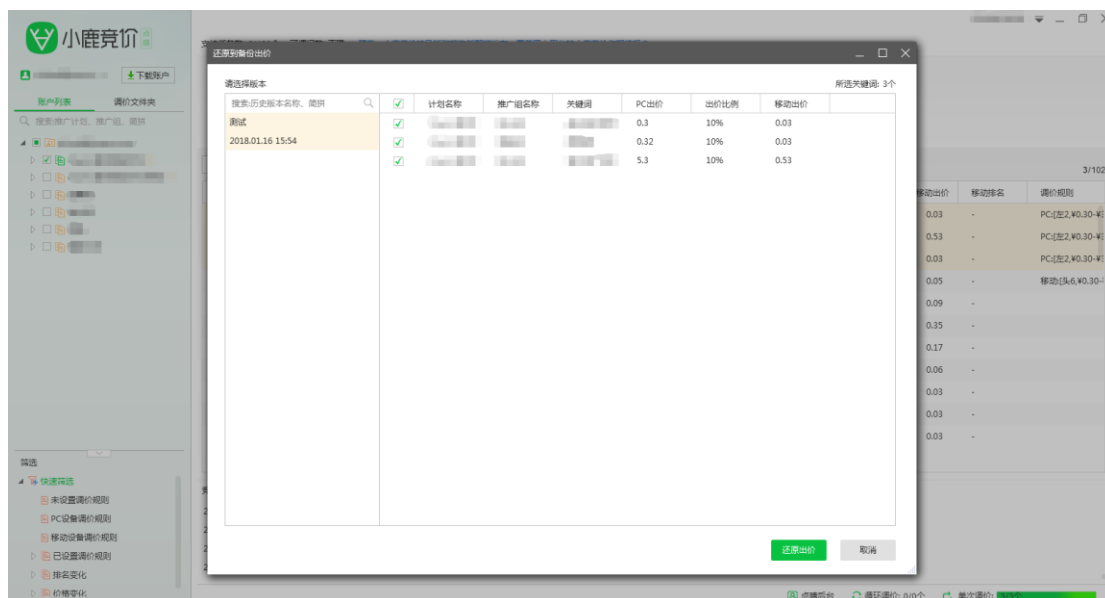 小鹿竞价
下载账户
账户列表 调价文件夹
搜索:推广计划、推广组、简拼
筛选
快速筛选
未设置调价规则
PC设备调价规则
移动设备调价规则
已设置调价规则
排名变化
价格变化
还原到备份出价
请选择版本 所选关键词: 3个
搜索:历史版本名称、简拼
测试
2018.01.16 15:54
计划名称 推广组名称 关键词 PC出价 出价比例 移动出价
0.3 10% 0.03
0.32 10% 0.03
5.3 10% 0.53
还原出价 取消
3/102
移动出价 移动排名 调价规则
0.03 - PC:[左2,¥0.30-¥
0.53 - PC:[左2,¥0.30-¥
0.03 - PC:[左2,¥0.30-¥
0.05 - 移动:[头6,¥0.30-
0.09 -
0.35 -
0.17 -
0.06 -
0.03 -
0.03 -
0.03 -
点睛后台 循环调价: 0/0个 单次调价: 3/3个